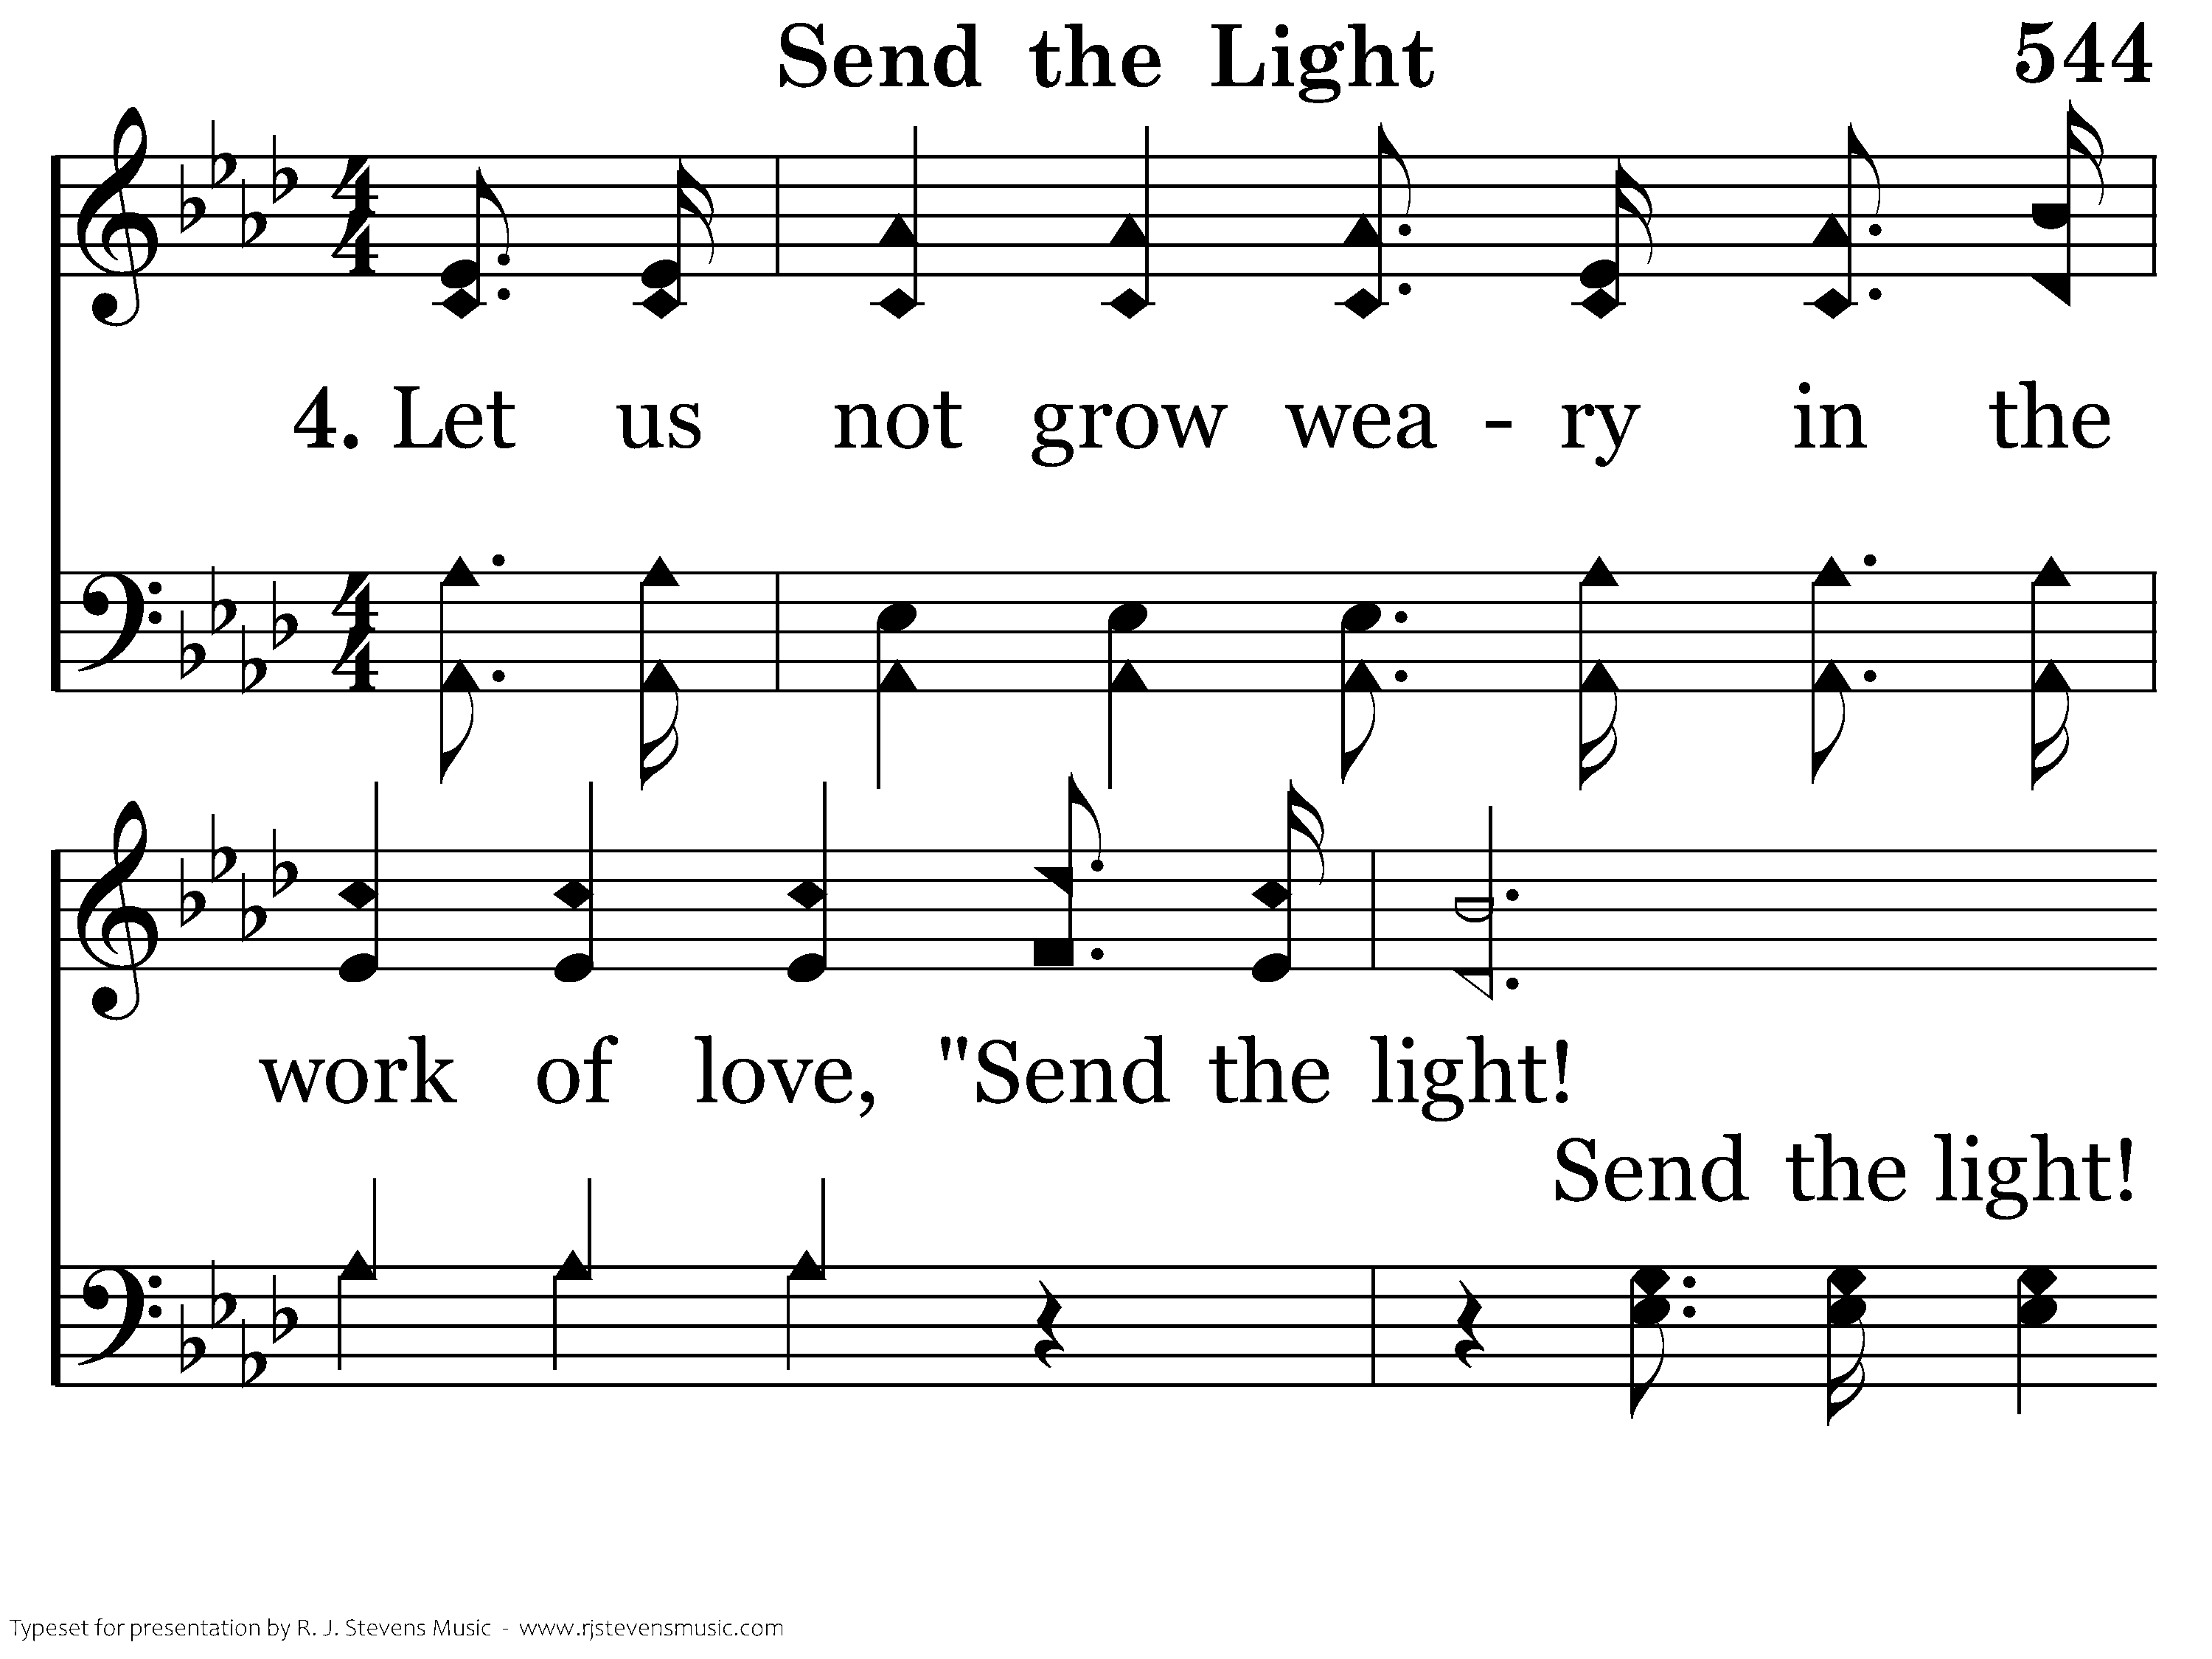 Send the Light 544
4. Let us not grow wea - ry in the
work of love, "Send the light!
Send the light!
Typeset for presentation by R. J. Stevens Music - www.rjstevensmusic.com